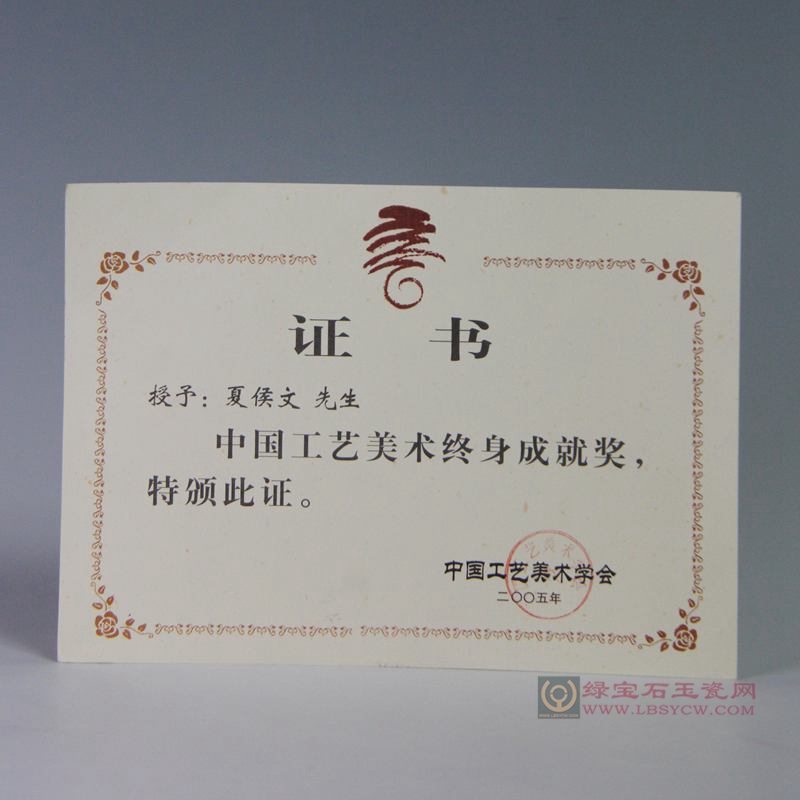 证 书
授予：夏侯文 先生
中国工艺美术终身成就奖，
特颁此证。
中国工艺美术学会
二〇〇五年
绿宝石玉瓷网
WWW.LBSYCW.COM